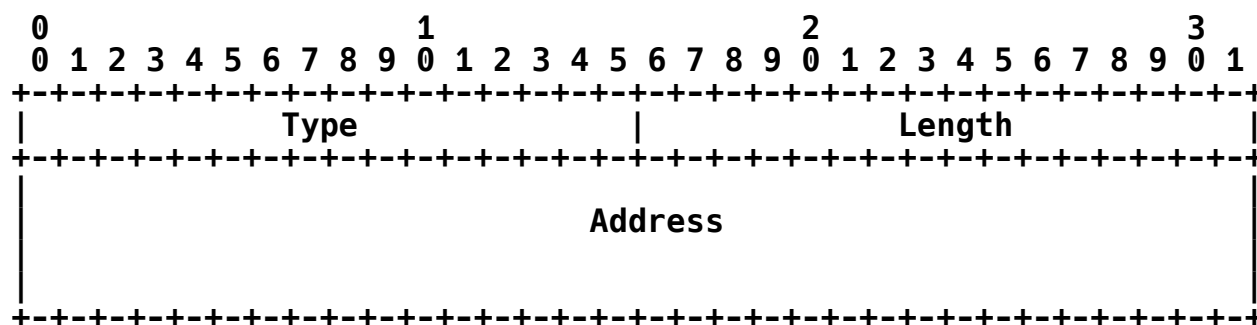 0                   1                   2                   3
 0 1 2 3 4 5 6 7 8 9 0 1 2 3 4 5 6 7 8 9 0 1 2 3 4 5 6 7 8 9 0 1
+-+-+-+-+-+-+-+-+-+-+-+-+-+-+-+-+-+-+-+-+-+-+-+-+-+-+-+-+-+-+-+-+
|             Type              |             Length            |
+-+-+-+-+-+-+-+-+-+-+-+-+-+-+-+-+-+-+-+-+-+-+-+-+-+-+-+-+-+-+-+-+
|                                                               |
|                            Address                            |
|                                                               |
|                                                               |
+-+-+-+-+-+-+-+-+-+-+-+-+-+-+-+-+-+-+-+-+-+-+-+-+-+-+-+-+-+-+-+-+